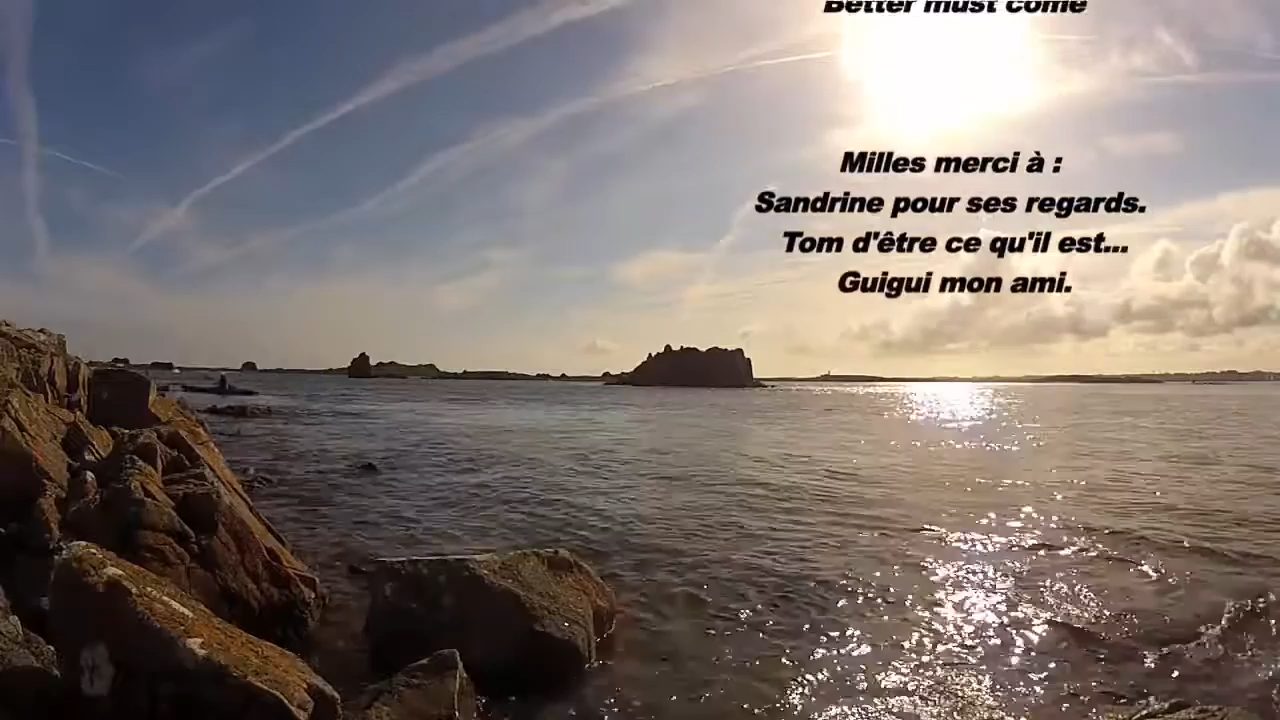 Better must come
Milles merci à :
Sandrine pour ses regards.
Tom d'être ce qu'il est...
Guigui mon ami.